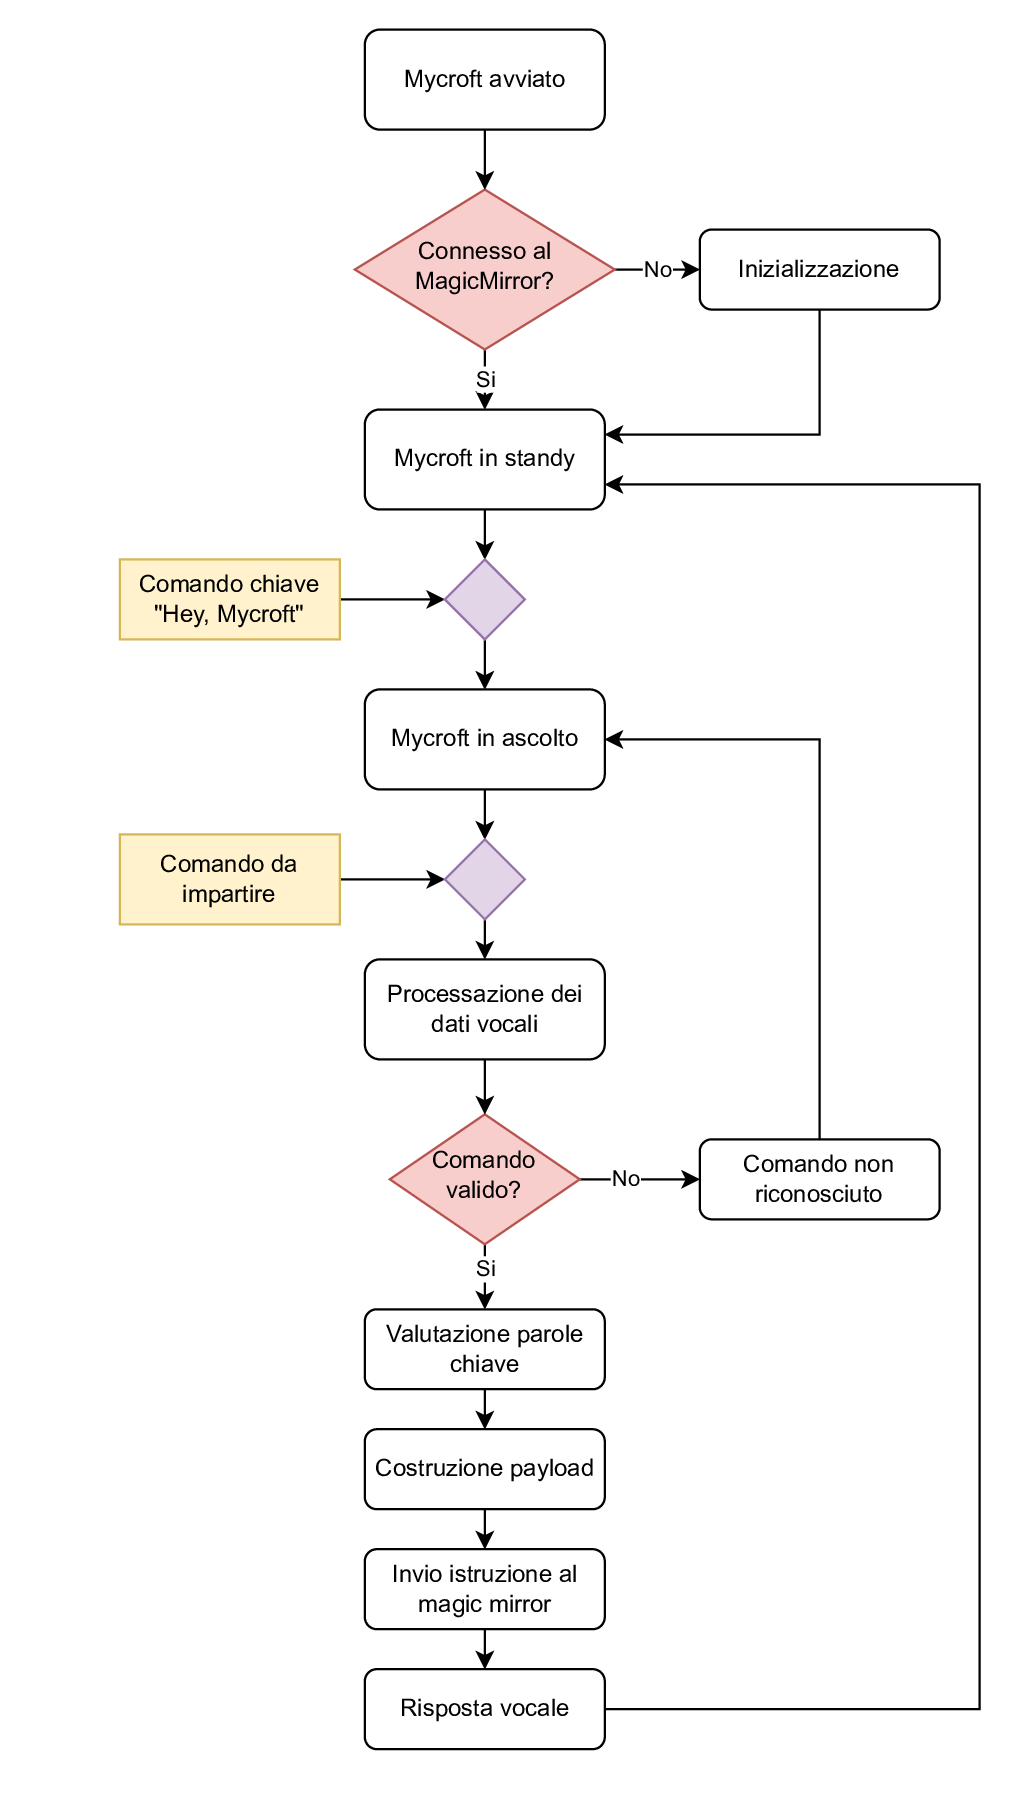 Mycroft avviato
Connesso al
MagicMirror?
No
Inizializzazione
Si
Mycroft in standy
Comando chiave
"Hey, Mycroft"
Mycroft in ascolto
Comando da
impartire
Processazione dei
dati vocali
Comando
valido?
No
Comando non
riconosciuto
Si
Valutazione parole
chiave
Costruzione payload
Invio istruzione al
magic mirror
Risposta vocale